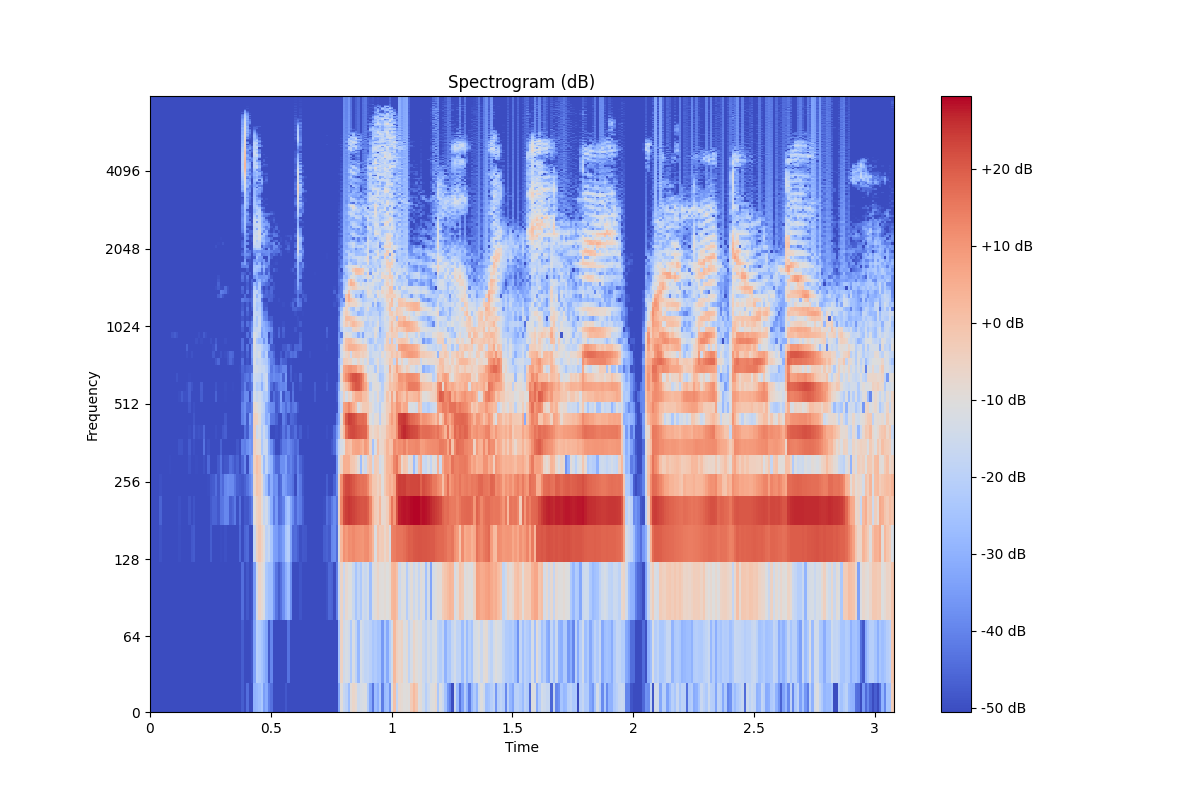 Spectrogram (dB)
Frequency
4096
2048
1024
512
256
128
64
0
0 0.5 1 1.5 2 2.5 3
Time
+20 dB
+10 dB
+0 dB
-10 dB
-20 dB
-30 dB
-40 dB
-50 dB